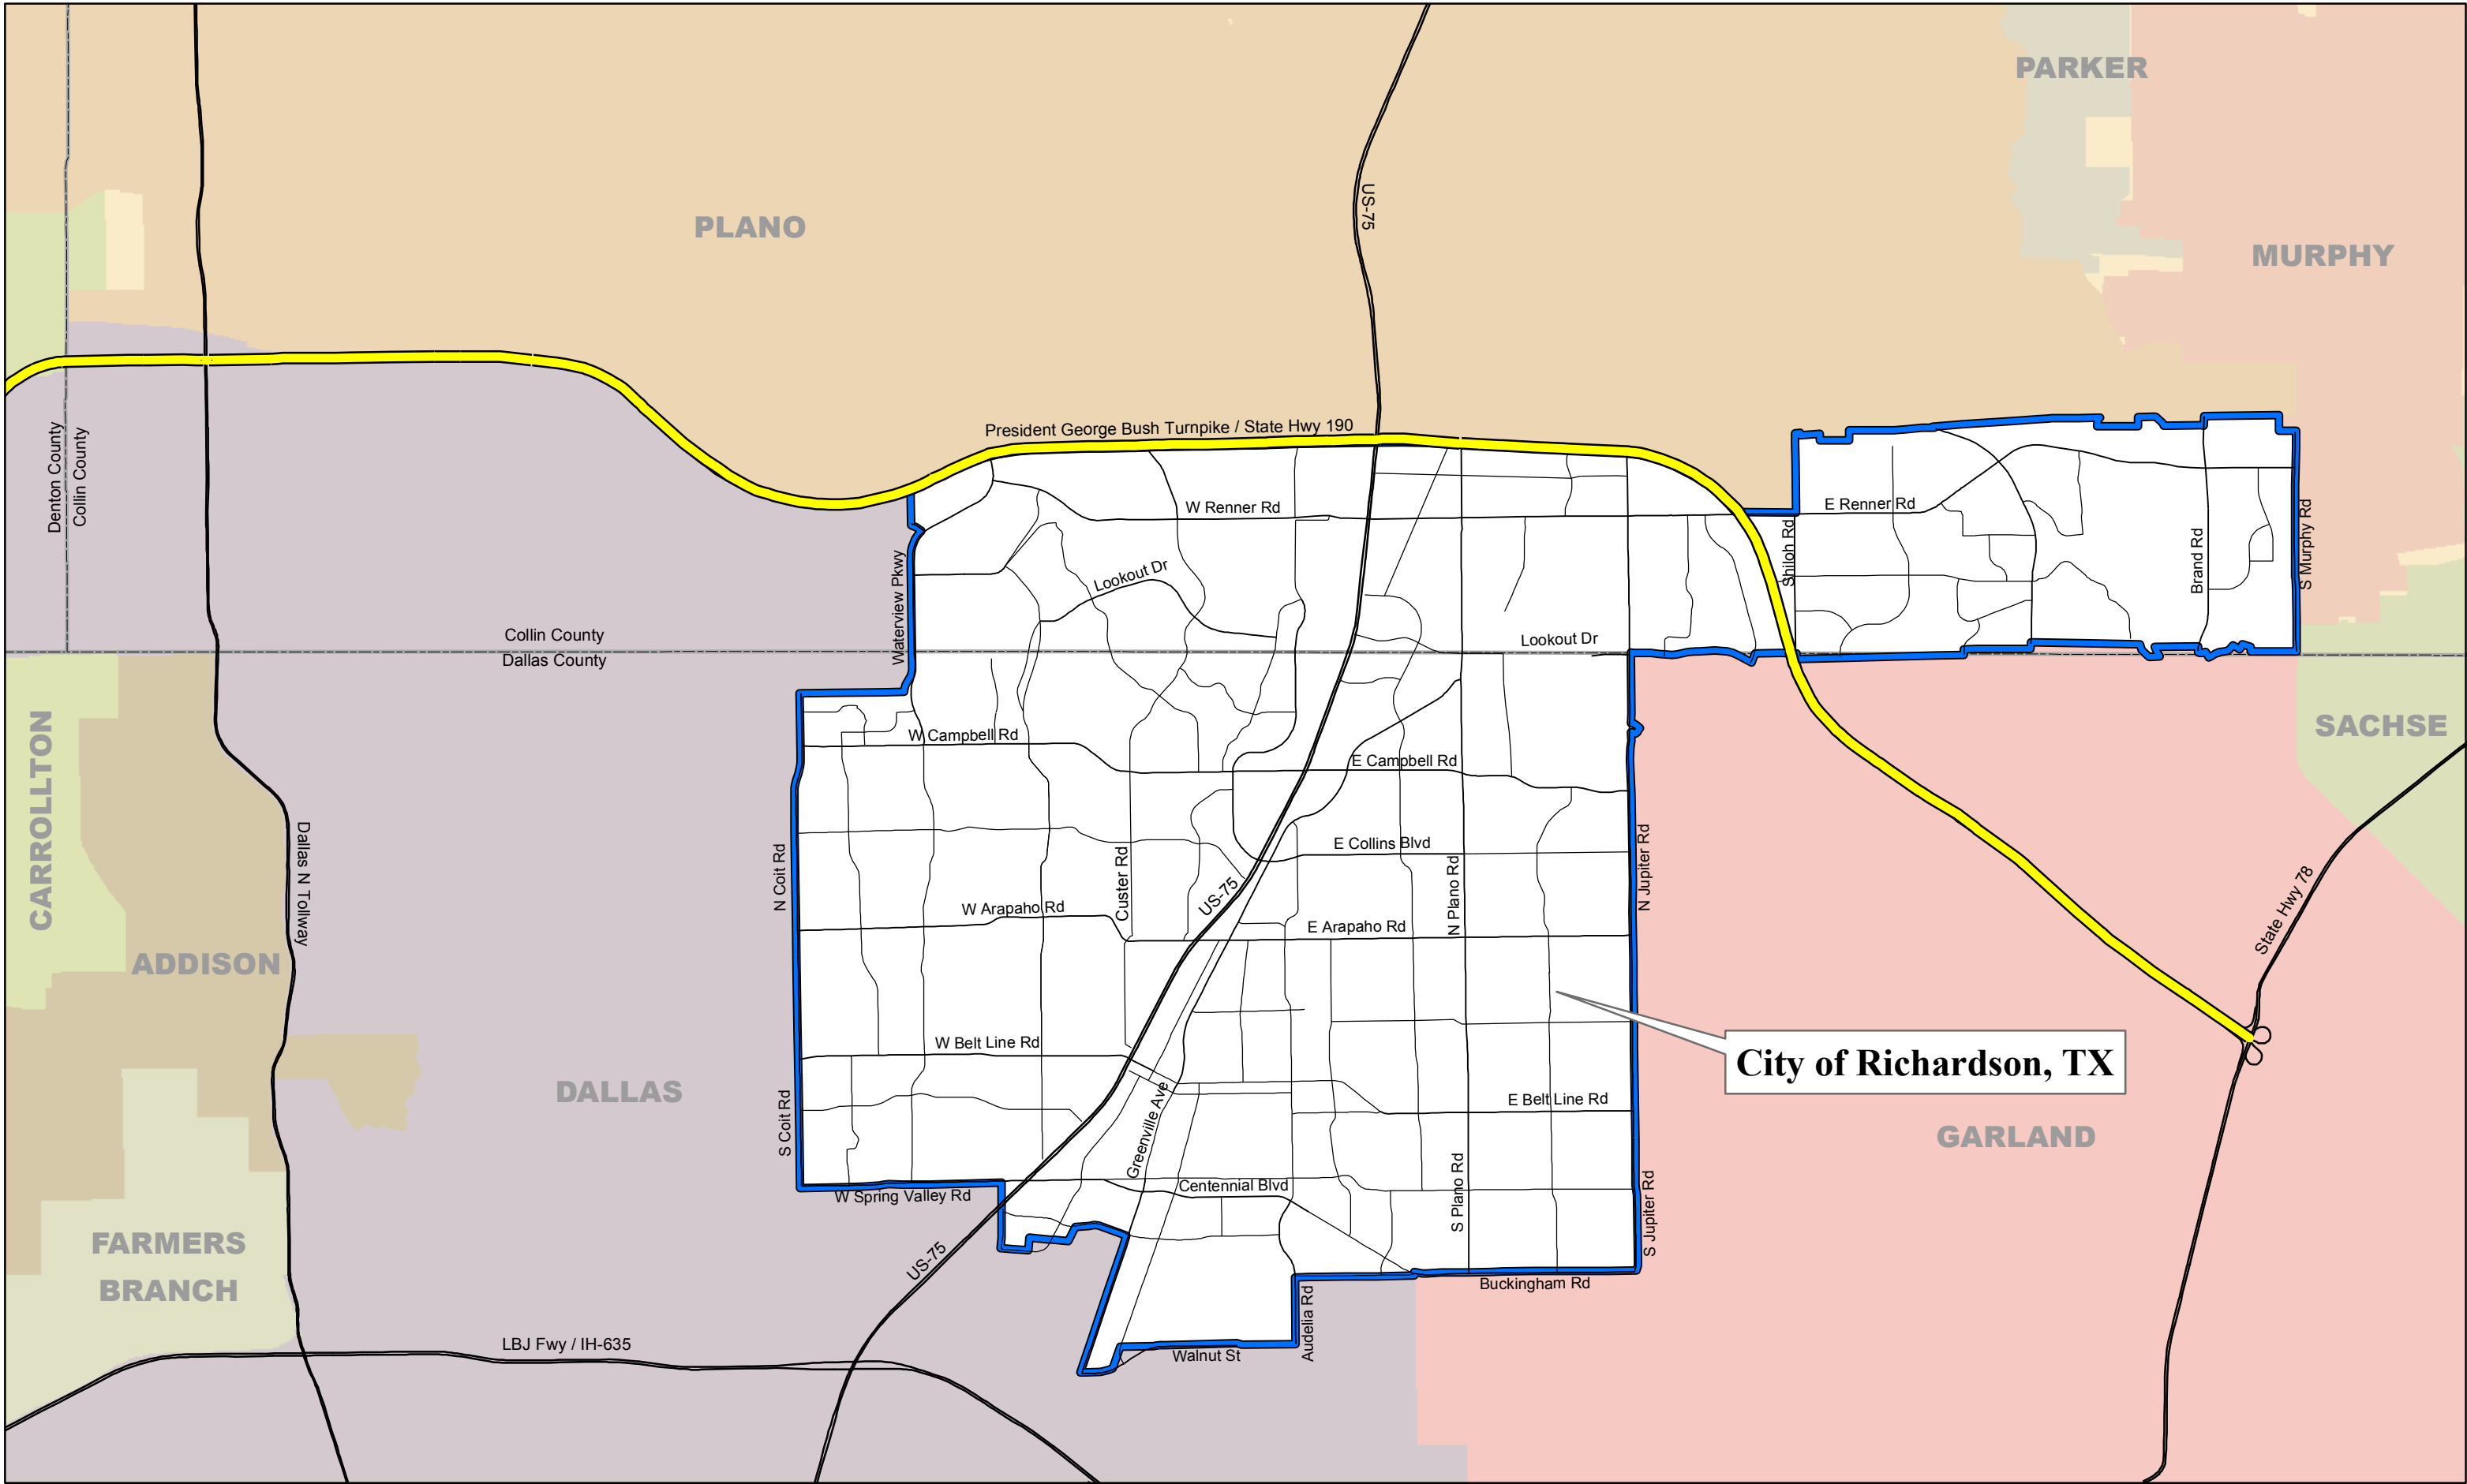 PARKER
PLANO
US-75
MURPHY
President George Bush Turnpike / State Hwy 190
Denton County
Collin County
W Renner Rd
E Renner Rd
Shiloh Rd
Brand Rd
S Murphy Rd
Waterview Pkwy
Lookout Dr
Lookout Dr
Collin County
Dallas County
CARROLLTON
SACHSE
W Campbell Rd
E Campbell Rd
Dallas N Tollway
N Coit Rd
Custer Rd
E Collins Blvd
N Plano Rd
N Jupiter Rd
US-75
W Arapaho Rd
E Arapaho Rd
State Hwy 78
ADDISON
W Belt Line Rd
City of Richardson, TX
DALLAS
S Coit Rd
Greenville Ave
E Belt Line Rd
GARLAND
W Spring Valley Rd
Centennial Blvd
S Plano Rd
S Jupiter Rd
FARMERS
BRANCH
US-75
Buckingham Rd
Audelia Rd
LBJ Fwy / IH-635
Walnut St